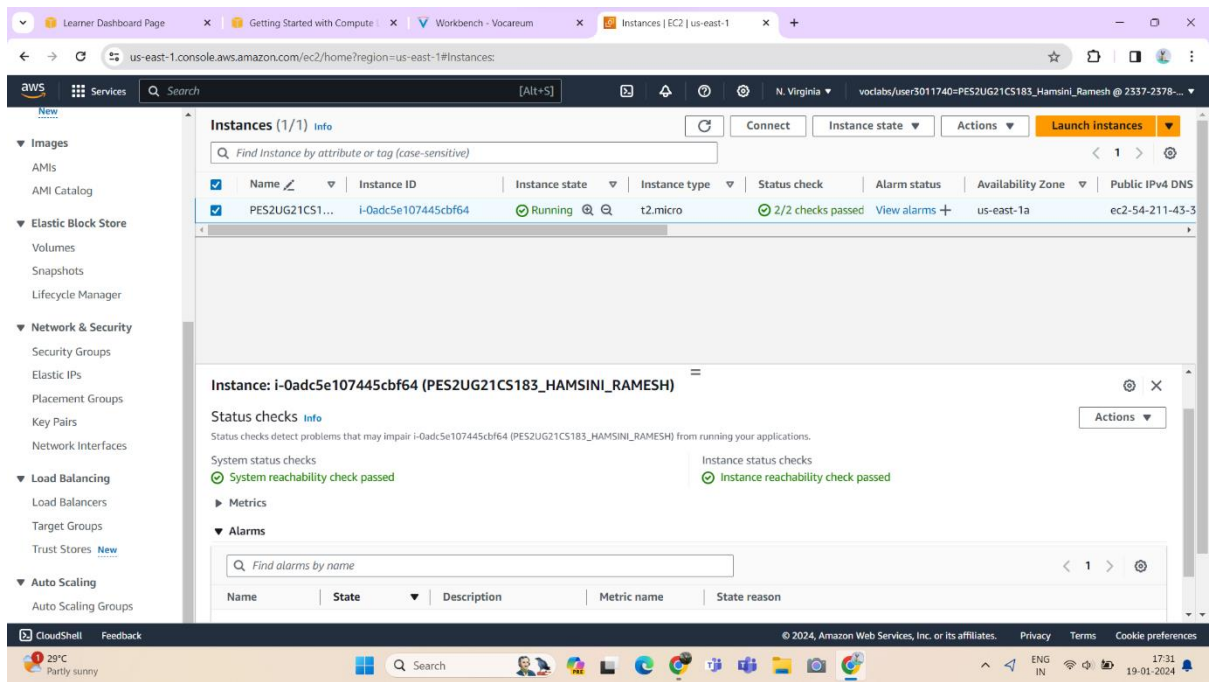 Learner Dashboard Page
Getting Started with Compute
Workbench - Vocareum
Instances | EC2 | us-east-1
us-east-1.console.aws.amazon.com/ec2/home?region=us-east-1#Instances:
aws Services Search [Alt+S] N. Virginia voclabs/user3011740=PES2UG21CS183_Hamsini_Ramesh @ 2337-2378-...
New
Images
AMIs
AMI Catalog
Elastic Block Store
Volumes
Snapshots
Lifecycle Manager
Network & Security
Security Groups
Elastic IPs
Placement Groups
Key Pairs
Network Interfaces
Load Balancing
Load Balancers
Target Groups
Trust Stores New
Auto Scaling
Auto Scaling Groups
Instances (1/1) Info Connect Instance state Actions Launch instances
Find Instance by attribute or tag (case-sensitive) 1
Name Instance ID Instance state Instance type Status check Alarm status Availability Zone Public IPv4 DNS
PES2UG21CS1... i-0adc5e107445cbf64 Running t2.micro 2/2 checks passed View alarms + us-east-1a ec2-54-211-43-3
Instance: i-0adc5e107445cbf64 (PES2UG21CS183_HAMSINI_RAMESH)
Status checks Info Actions
Status checks detect problems that may impair i-0adc5e107445cbf64 (PES2UG21CS183_HAMSINI_RAMESH) from running your applications.
System status checks Instance status checks
System reachability check passed Instance reachability check passed
Metrics
Alarms
Find alarms by name 1
Name State Description Metric name State reason
CloudShell Feedback © 2024, Amazon Web Services, Inc. or its affiliates. Privacy Terms Cookie preferences
1 29°C Search PRE ENG 17:31
Partly sunny IN 19-01-2024